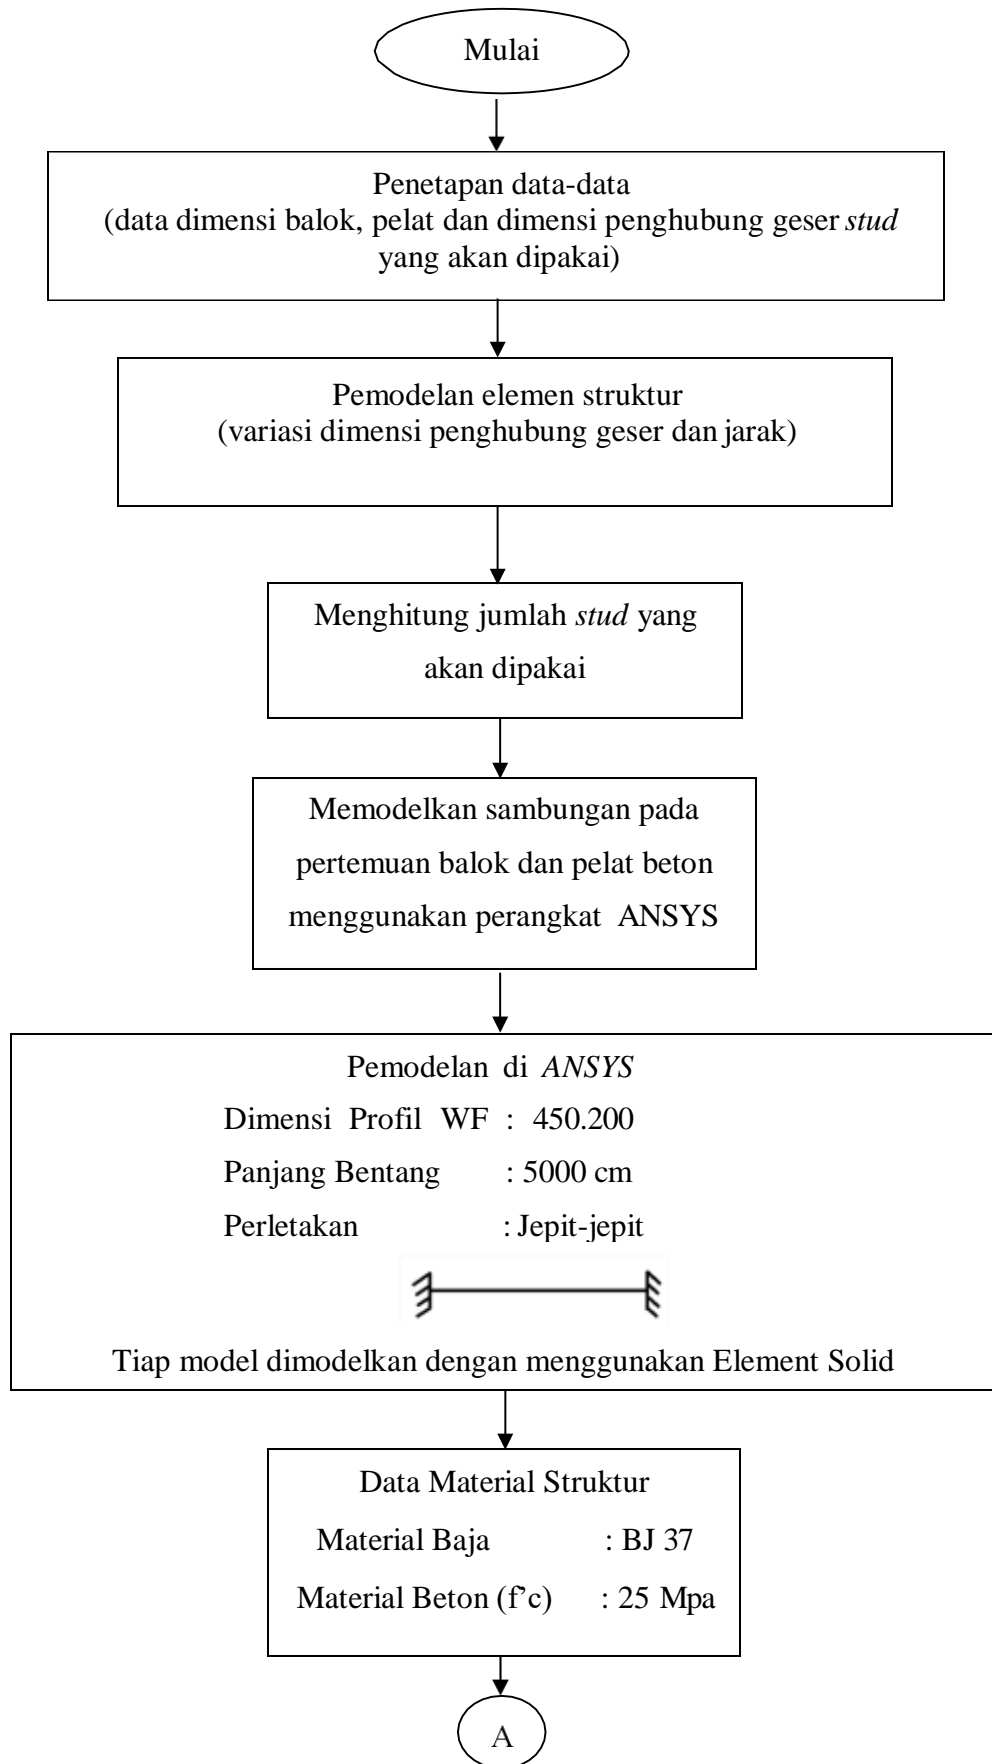 Mulai
Penetapan data-data
(data dimensi balok, pelat dan dimensi penghubung geser stud
yang akan dipakai)
Pemodelan elemen struktur
(variasi dimensi penghubung geser dan jarak)
Menghitung jumlah stud yang
akan dipakai
Memodelkan sambungan pada
pertemuan balok dan pelat beton
menggunakan perangkat ANSYS
Pemodelan di ANSYS
Dimensi Profil WF : 450.200
Panjang Bentang : 5000 cm
Perletakan : Jepit-jepit
Tiap model dimodelkan dengan menggunakan Element Solid
Data Material Struktur
Material Baja : BJ 37
Material Beton (f’c) : 25 Mpa
A